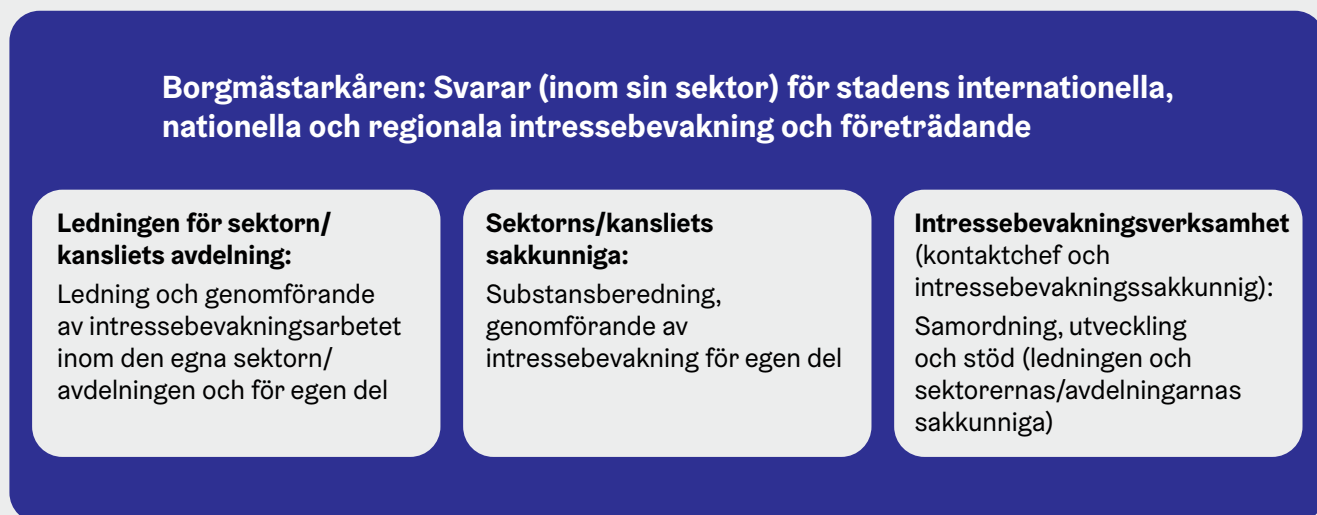 Borgmästarkåren: Svarar (inom sin sektor) för stadens internationella,
nationella och regionala intressebevakning och företrädande
Ledningen för sektorn/
kansliets avdelning:
Ledning och genomförande
av intressebevakningsarbetet
inom den egna sektorn/
avdelningen och för egen del
Sektorns/kansliets
sakkunniga:
Substansberedning,
genomförande av
intressebevakning för egen del
Intressebevakningsverksamhet
(kontaktchef och
intressebevakningssakkunnig):
Samordning, utveckling
och stöd (ledningen och
sektorernas/avdelningarnas
sakkunniga)